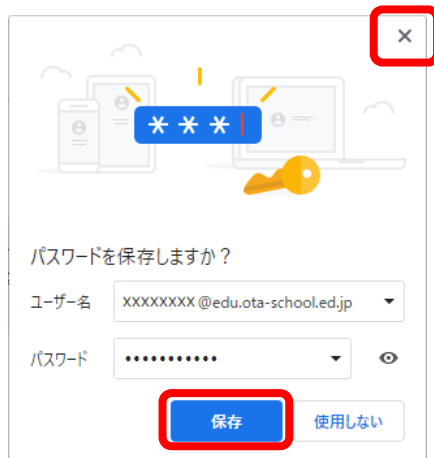 ***
パスワードを保存しますか？
ユーザー名 XXXXXXXX @edu.ota-school.ed.jp
パスワード •••••••••••
保存 使用しない